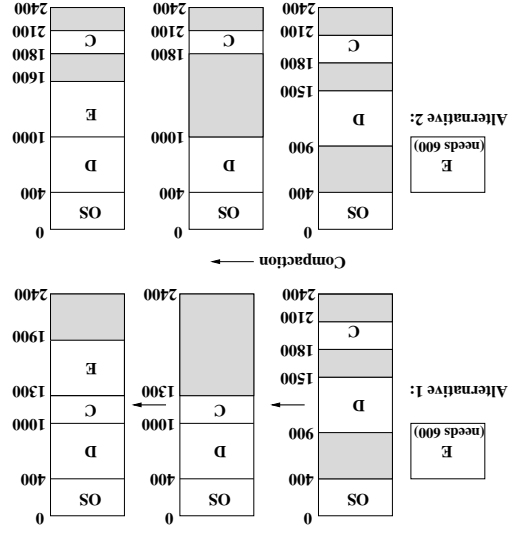 0
OS
400
E
(needs 600)
900
D
Alternative 1:
1500
1800
C
2100
2400
0
OS
400
D
1000
C
1300
2400
0
OS
400
D
1000
C
1300
E
1900
2400
Compaction
0
OS
400
E
(needs 600)
900
Alternative 2:
D
1500
1800
C
2100
2400
0
OS
400
D
1000
1800
C
2100
2400
0
OS
400
D
1000
E
1600
1800
C
2100
2400